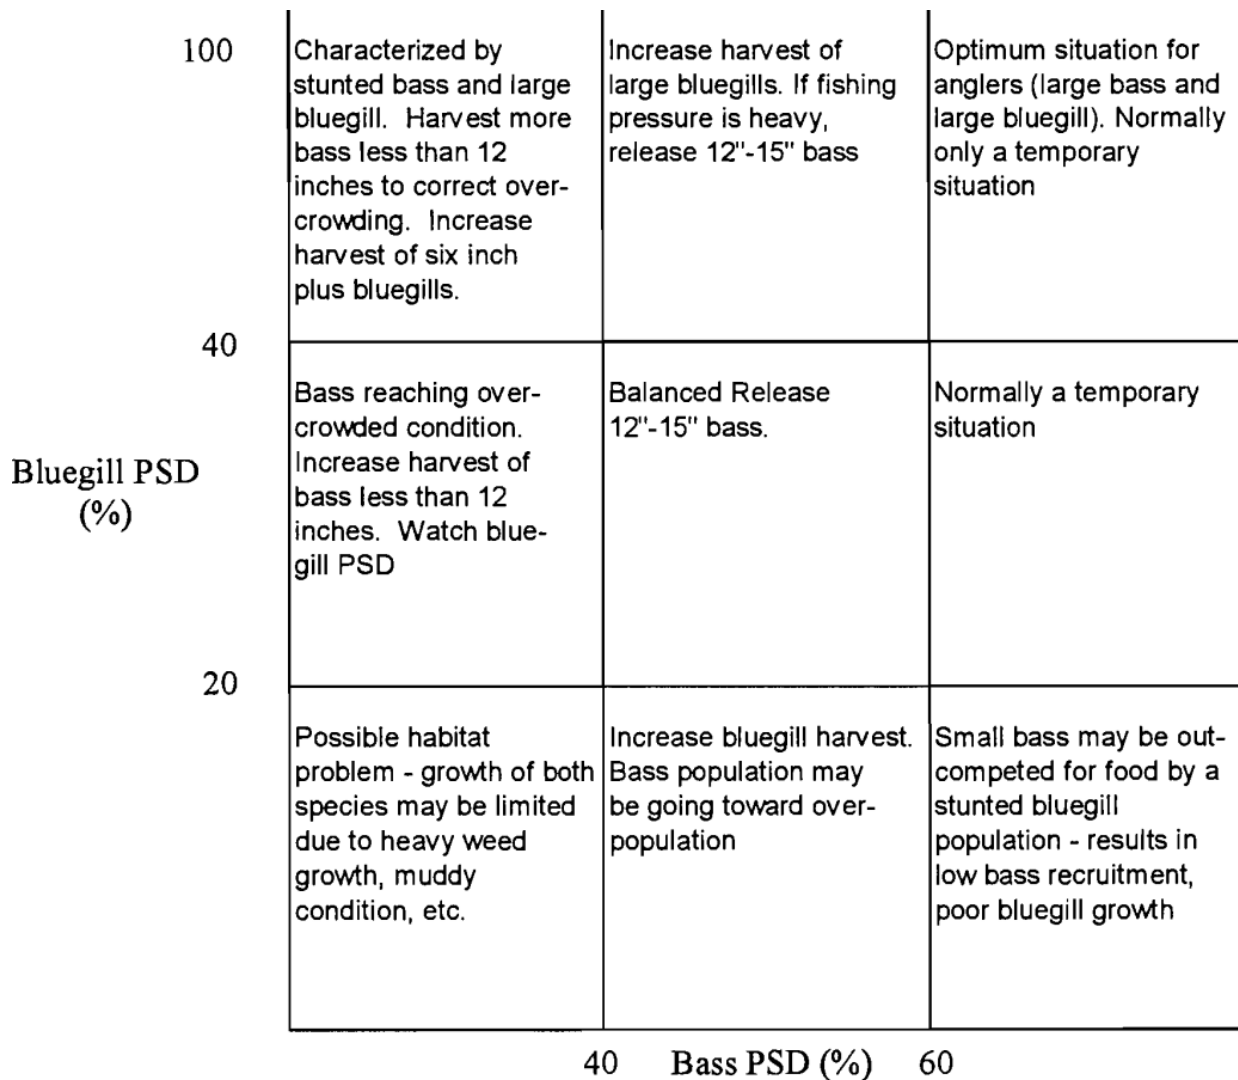 100
Characterized by
stunted bass and large
bluegill.  Harvest more
bass less than 12
inches to correct over-
crowding.  Increase
harvest of six inch
plus bluegills.
Increase harvest of
large bluegills. If fishing
pressure is heavy,
release 12"-15" bass
Optimum situation for
anglers (large bass and
large bluegill). Normally
only a temporary
situation
40
Bass reaching over-
crowded condition.
Increase harvest of
bass less than 12
inches.  Watch blue-
gill PSD
Balanced Release
12"-15" bass.
Normally a temporary
situation
Bluegill PSD
(%)
20
Possible habitat
problem - growth of both
species may be limited
due to heavy weed
growth, muddy
condition, etc.
Increase bluegill harvest.
Bass population may
be going toward over-
population
Small bass may be out-
competed for food by a
stunted bluegill
population - results in
low bass recruitment,
poor bluegill growth
40 Bass PSD (%) 60